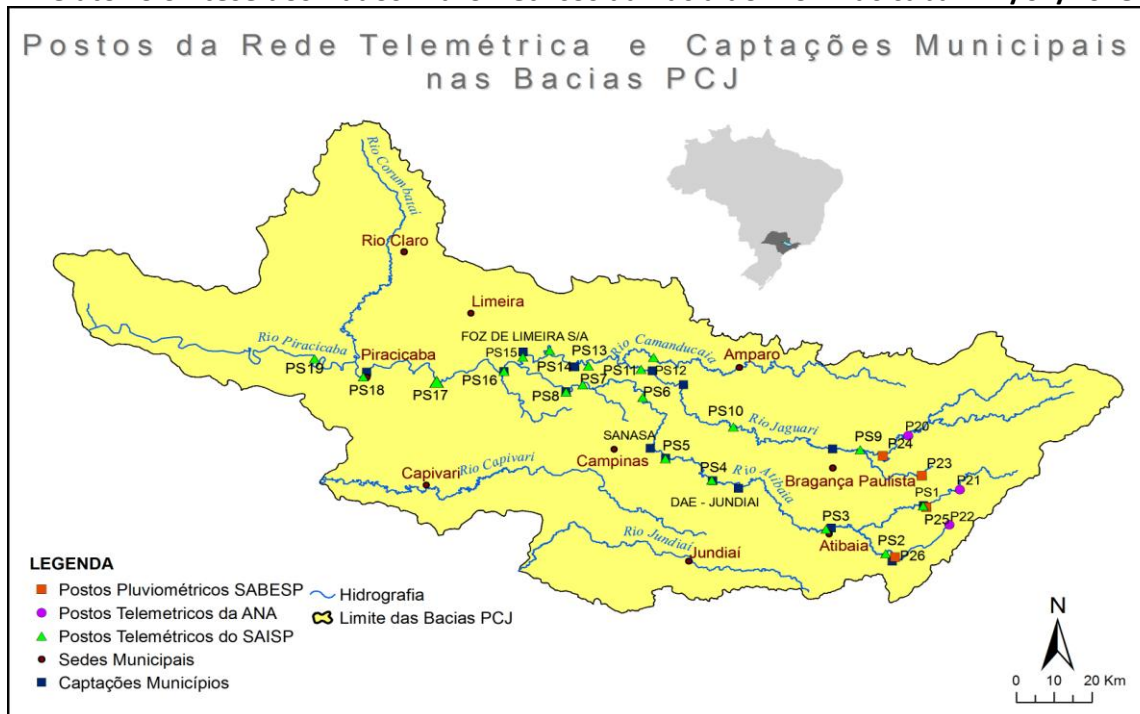 Postos da Rede Telemétrica e Captações Municipais
nas Bacias PCJ
Rio Corumbataí
Rio Claro
Limeira
FOZ DE LIMEIRA S/A
Rio Piracicaba
Piracicaba
PS19
PS18
PS17
PS16
PS15
PS14
PS13
Rio Camanducaia
Amparo
PS11
PS12
PS7
PS8
PS6
PS10
Rio Jaguari
P20
PS9
P24
SANASA
PS5
Campinas
Capivari
Rio Capivari
PS4
Rio Atibaia
Bragança Paulista
P23
DAE - JUNDIAI
PS1
P21
P25
P22
PS3
Atibaia
PS2
P26
Rio Jundiaí
Jundiaí
LEGENDA
Postos Pluviométricos SABESP
Hidrografia
Postos Telemetricos da ANA
Limite das Bacias PCJ
Postos Telemétricos do SAISP
Sedes Municipais
Captações Municípios
N
0 10 20 Km